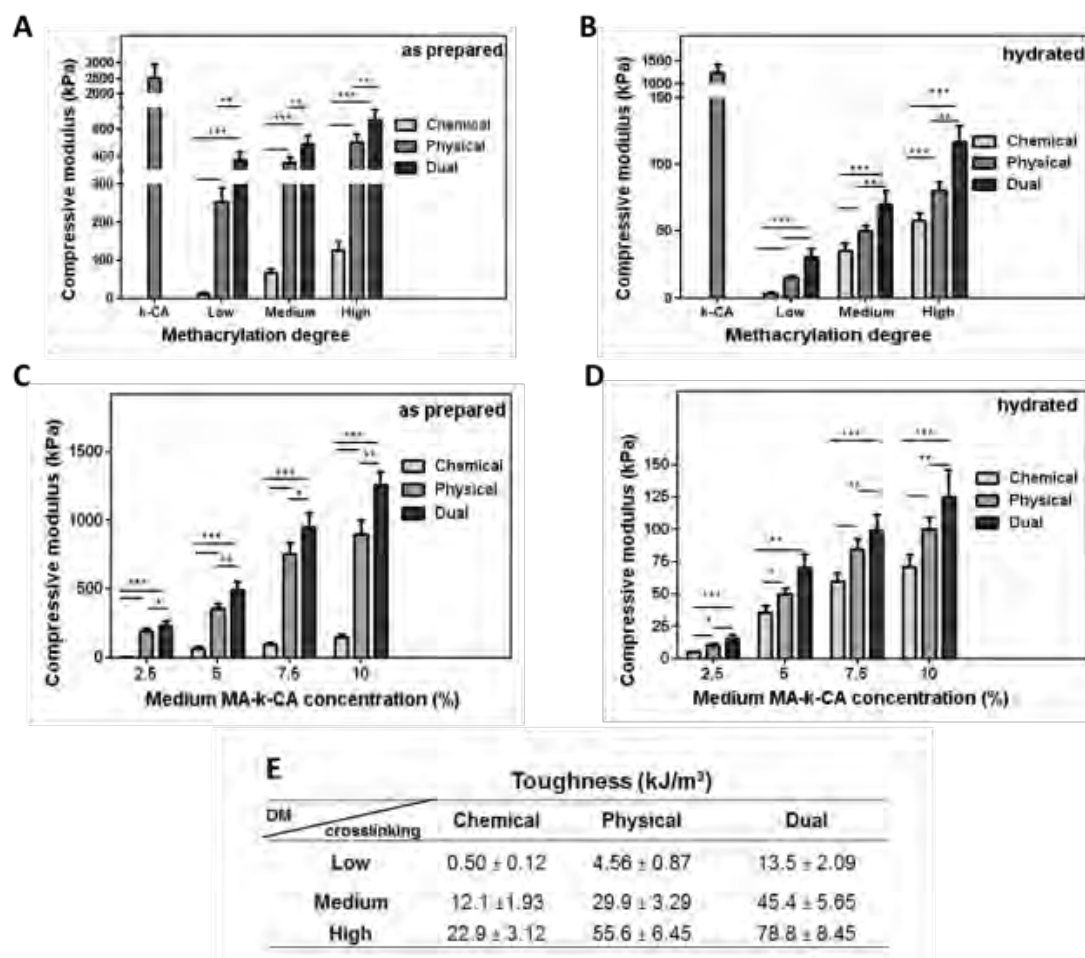 A
as prepared
Compressive modulus (kPa)
3000
2500
2000
600
400
300
200
100
0
Chemical
Physical
Dual
k-CA Low Medium High
Methacrylation degree
B
hydrated
Compressive modulus (kPa)
1500
1000
150
100
50
0
Chemical
Physical
Dual
k-CA Low Medium High
Methacrylation degree
C
as prepared
Compressive modulus (kPa)
1500
1000
500
0
Chemical
Physical
Dual
2.5 5 7.5 10
Medium MA-k-CA concentration (%)
D
hydrated
Compressive modulus (kPa)
150
125
100
75
50
25
0
Chemical
Physical
Dual
2.5 5 7.5 10
Medium MA-k-CA concentration (%)
E
Toughness (kJ/m³)
DM crosslinking Chemical Physical Dual
Low 0.50 ± 0.12 4.56 ± 0.87 13.5 ± 2.09
Medium 12.1 ±1.93 29.9 ± 3.29 45.4 ± 5.65
High 22.9 ± 3.12 55.6 ± 6.45 78.8 ± 8.45